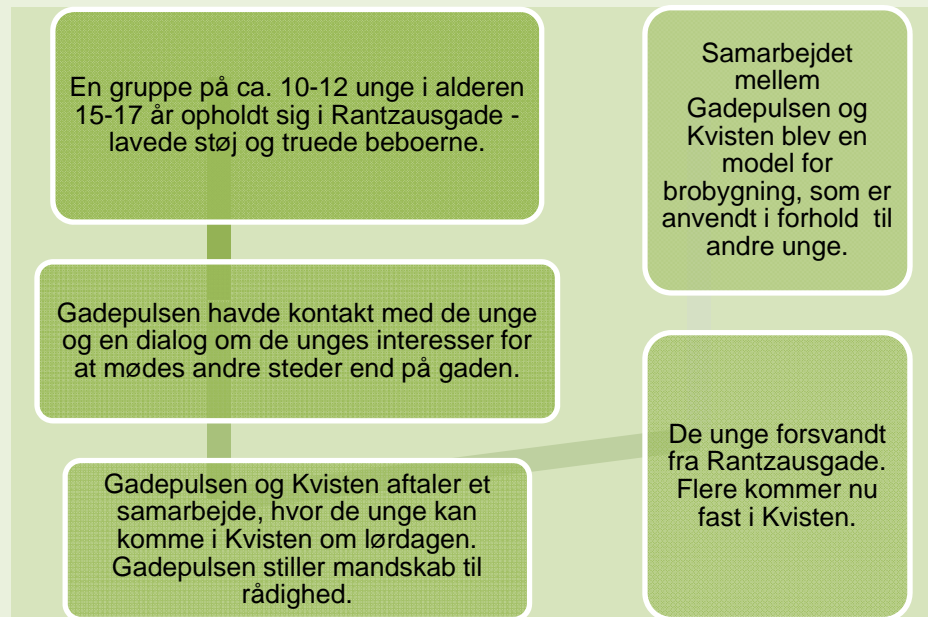 En gruppe på ca. 10-12 unge i alderen
15-17 år opholdt sig i Rantzausgade -
lavede støj og truede beboerne.
Gadepulsen havde kontakt med de unge
og en dialog om de unges interesser for
at mødes andre steder end på gaden.
Gadepulsen og Kvisten aftaler et
samarbejde, hvor de unge kan
komme i Kvisten om lørdagen.
Gadepulsen stiller mandskab til
rådighed.
De unge forsvandt
fra Rantzausgade.
Flere kommer nu
fast i Kvisten.
Samarbejdet
mellem
Gadepulsen og
Kvisten blev en
model for
brobygning, som er
anvendt i forhold  til
andre unge.